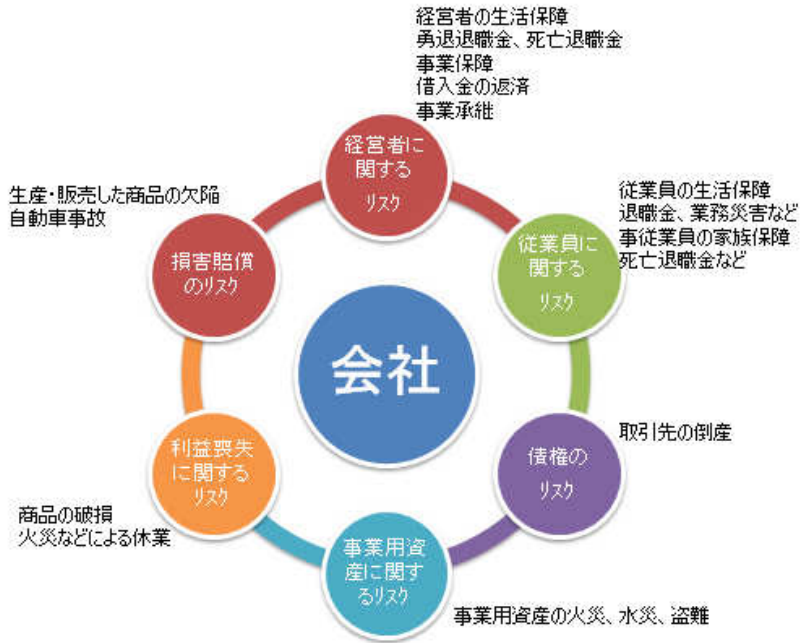 経営者の生活保障
勇退退職金、死亡退職金
事業保障
借入金の返済
事業承継
経営者に
関する
リスク
従業員の生活保障
退職金、業務災害など
事従業員の家族保障
死亡退職金など
従業員に
関する
リスク
生産・販売した商品の欠陥
自動車事故
損害賠償
のリスク
会社
取引先の倒産
債権の
リスク
利益喪失
に関する
リスク
商品の破損
火災などによる休業
事業用資
産に関す
るリスク
事業用資産の火災、水災、盗難